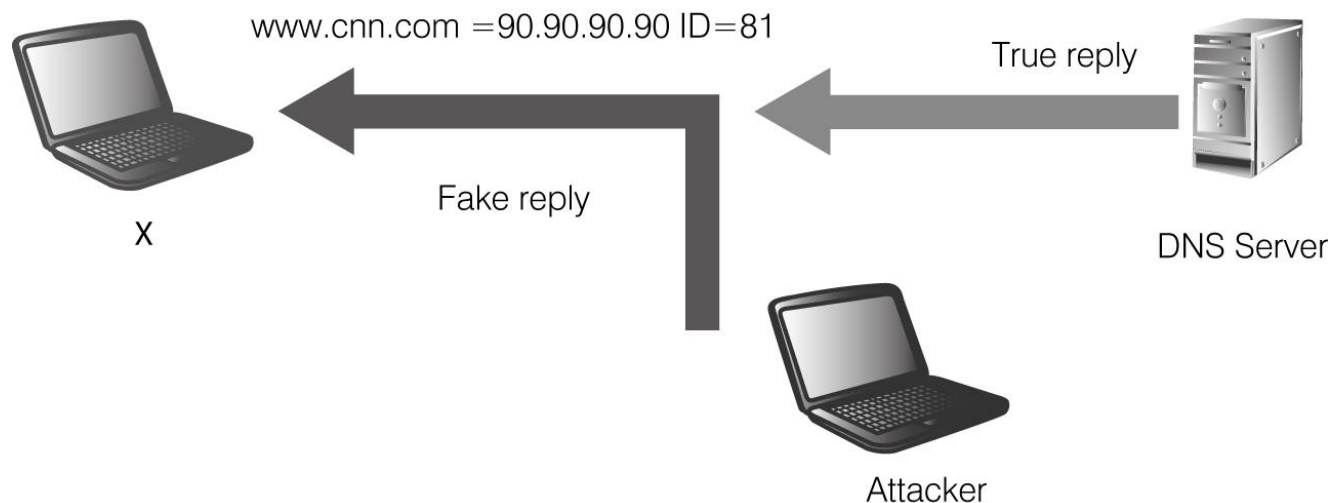 www.cnn.com =90.90.90.90 ID=81
True reply
Fake reply
X
DNS Server
Attacker